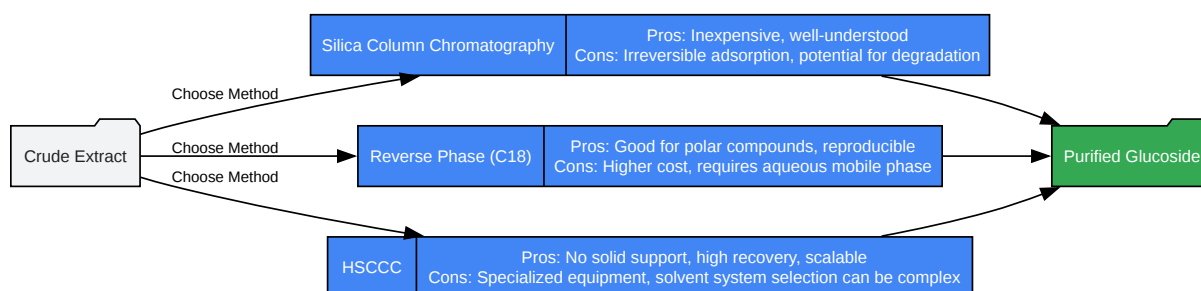 Silica Column Chromatography
Pros: Inexpensive, well-understood
Cons: Irreversible adsorption, potential for degradation
Choose Method
Crude Extract
Choose Method
Reverse Phase (C18)
Pros: Good for polar compounds, reproducible
Cons: Higher cost, requires aqueous mobile phase
Purified Glucoside
Choose Method
HSCCC
Pros: No solid support, high recovery, scalable
Cons: Specialized equipment, solvent system selection can be complex